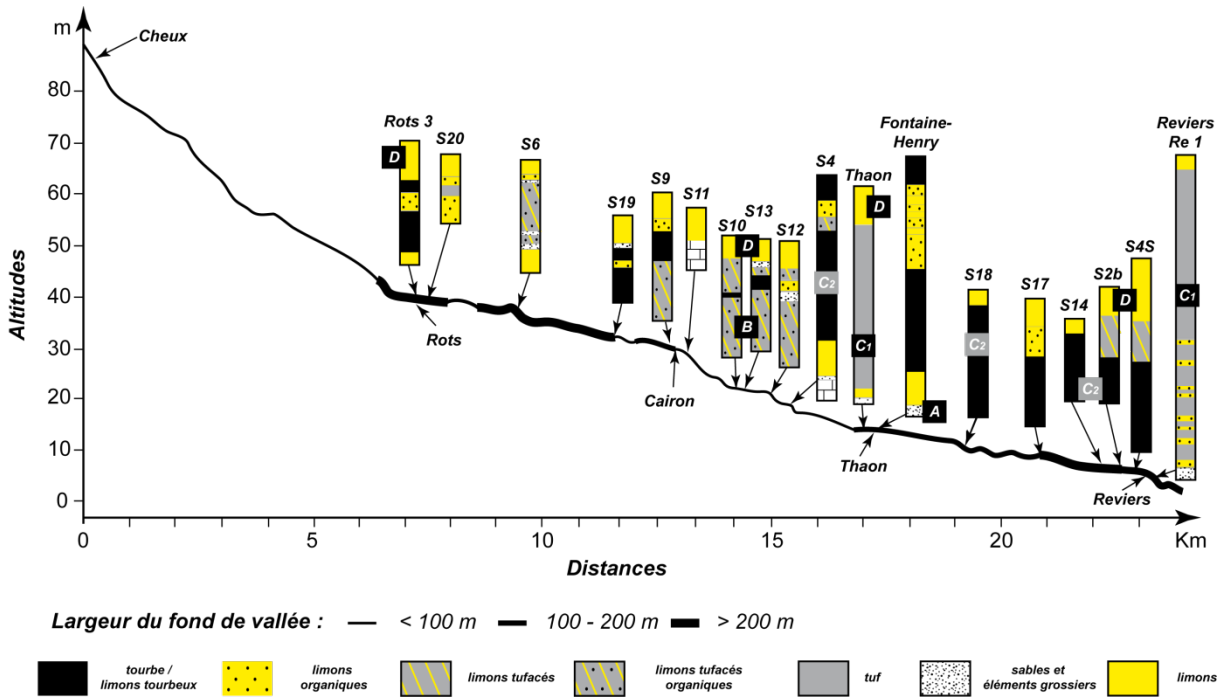 m
Altitudes
80
70
60
50
40
30
20
10
0
Cheux
Rots 3
D
S20
S6
Rots
S19
S9
S11
Cairon
S10
S13
D
B
S12
S4
C2
Thaon
D
C1
Thaon
Fontaine-
Henry
A
S18
C2
S17
S14
C2
S2b
D
S4S
Reviers
Reviers
Re 1
C1
0
5
10
15
20
Km
Distances
Largeur du fond de vallée :
< 100 m
100 - 200 m
> 200 m
tourbe /
limons tourbeux
limons
organiques
limons tufacés
limons tufacés
organiques
tuf
sables et
éléments grossiers
limons